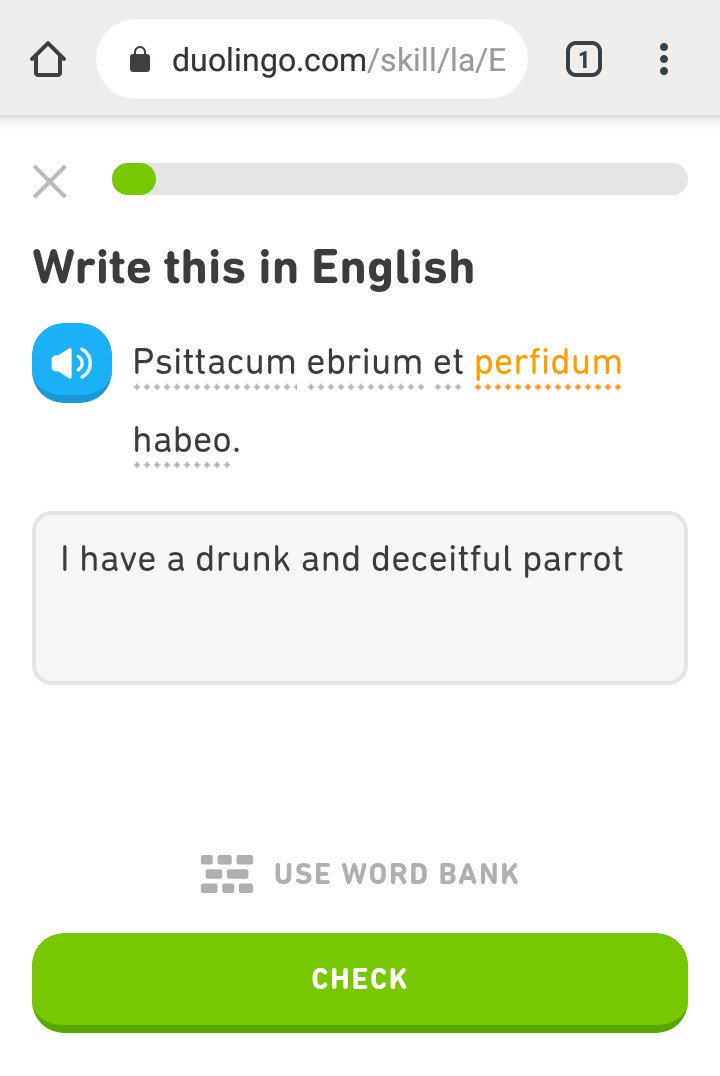 duolingo.com/skill/la/E
1
Write this in English
Psittacum ebrium et perfidum
habeo.
I have a drunk and deceitful parrot
USE WORD BANK
CHECK